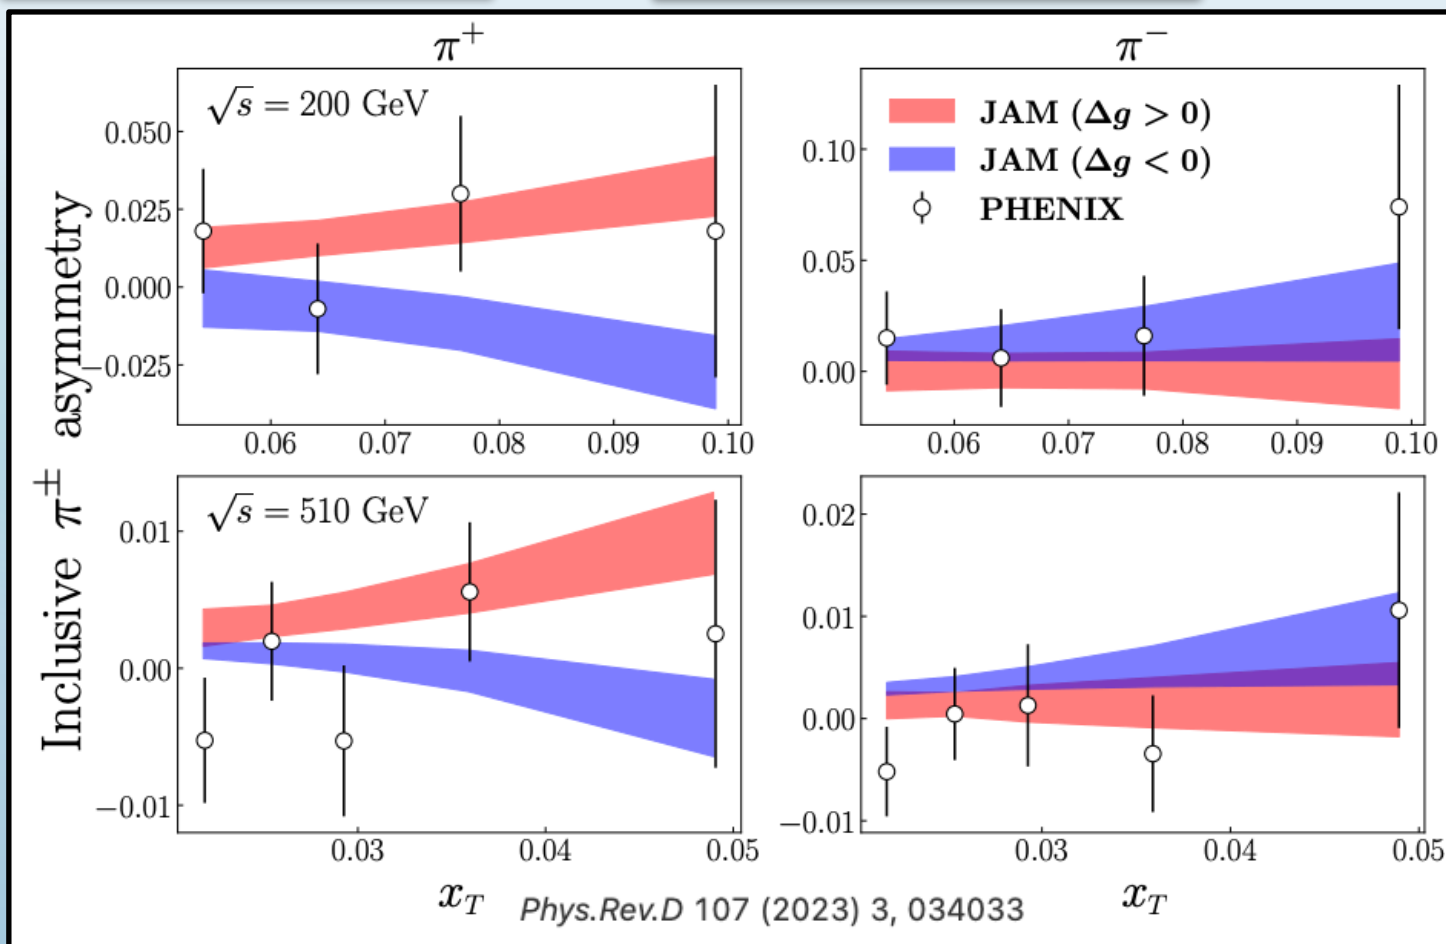 π⁺ π⁻
√s = 200 GeV
JAM (Δg > 0)
JAM (Δg < 0)
PHENIX
0.050
0.025
0.000
−0.025
0.10
0.05
0.00
0.06 0.07 0.08 0.09 0.10
0.06 0.07 0.08 0.09 0.10
Inclusive π± asymmetry
√s = 510 GeV
0.01
0.00
−0.01
0.02
0.01
0.00
−0.01
0.03 0.04 0.05
0.03 0.04 0.05
x_T
x_T
Phys.Rev.D 107 (2023) 3, 034033